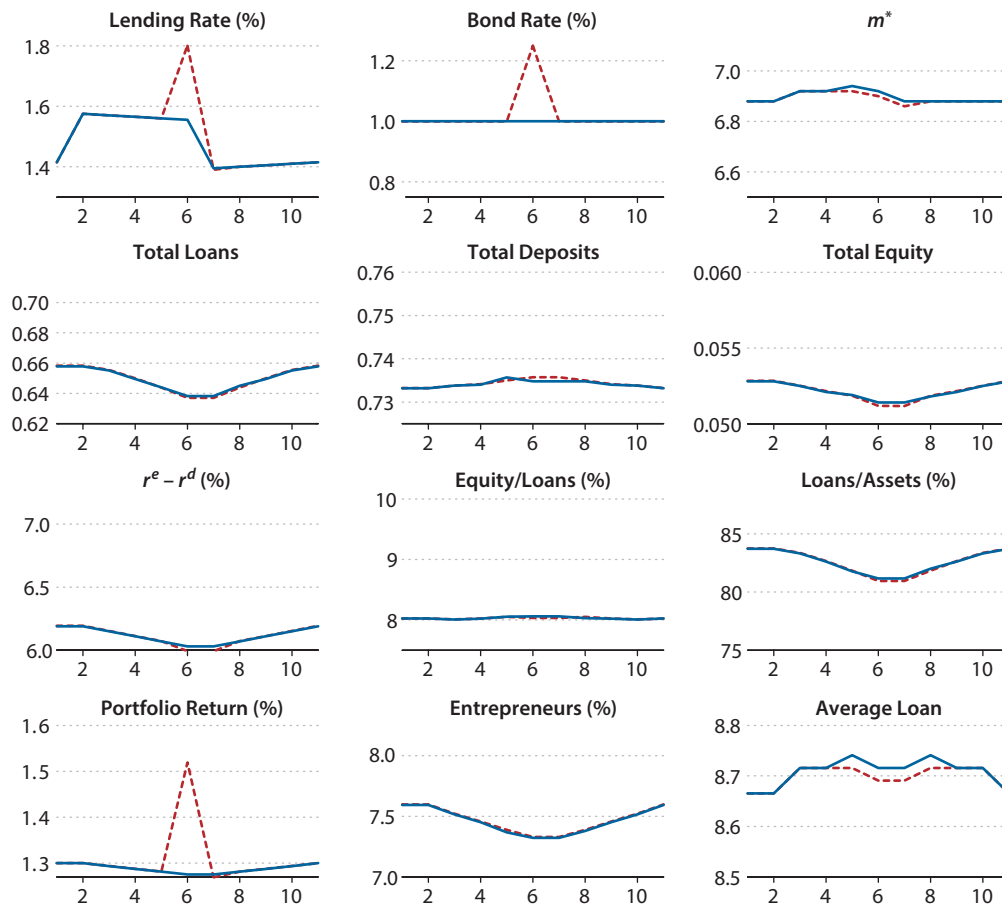 Lending Rate (%)
1.8
1.6
1.4
2 4 6 8 10
Bond Rate (%)
1.2
1.0
0.8
2 4 6 8 10
m*
7.0
6.8
6.6
2 4 6 8 10
Total Loans
0.70
0.68
0.66
0.64
0.62
2 4 6 8 10
Total Deposits
0.76
0.75
0.74
0.73
2 4 6 8 10
Total Equity
0.060
0.055
0.050
2 4 6 8 10
r^e – r^d (%)
7.0
6.5
6.0
2 4 6 8 10
Equity/Loans (%)
10
9
8
2 4 6 8 10
Loans/Assets (%)
85
80
75
2 4 6 8 10
Portfolio Return (%)
1.6
1.5
1.4
1.3
2 4 6 8 10
Entrepreneurs (%)
8.0
7.5
7.0
2 4 6 8 10
Average Loan
8.8
8.7
8.6
8.5
2 4 6 8 10